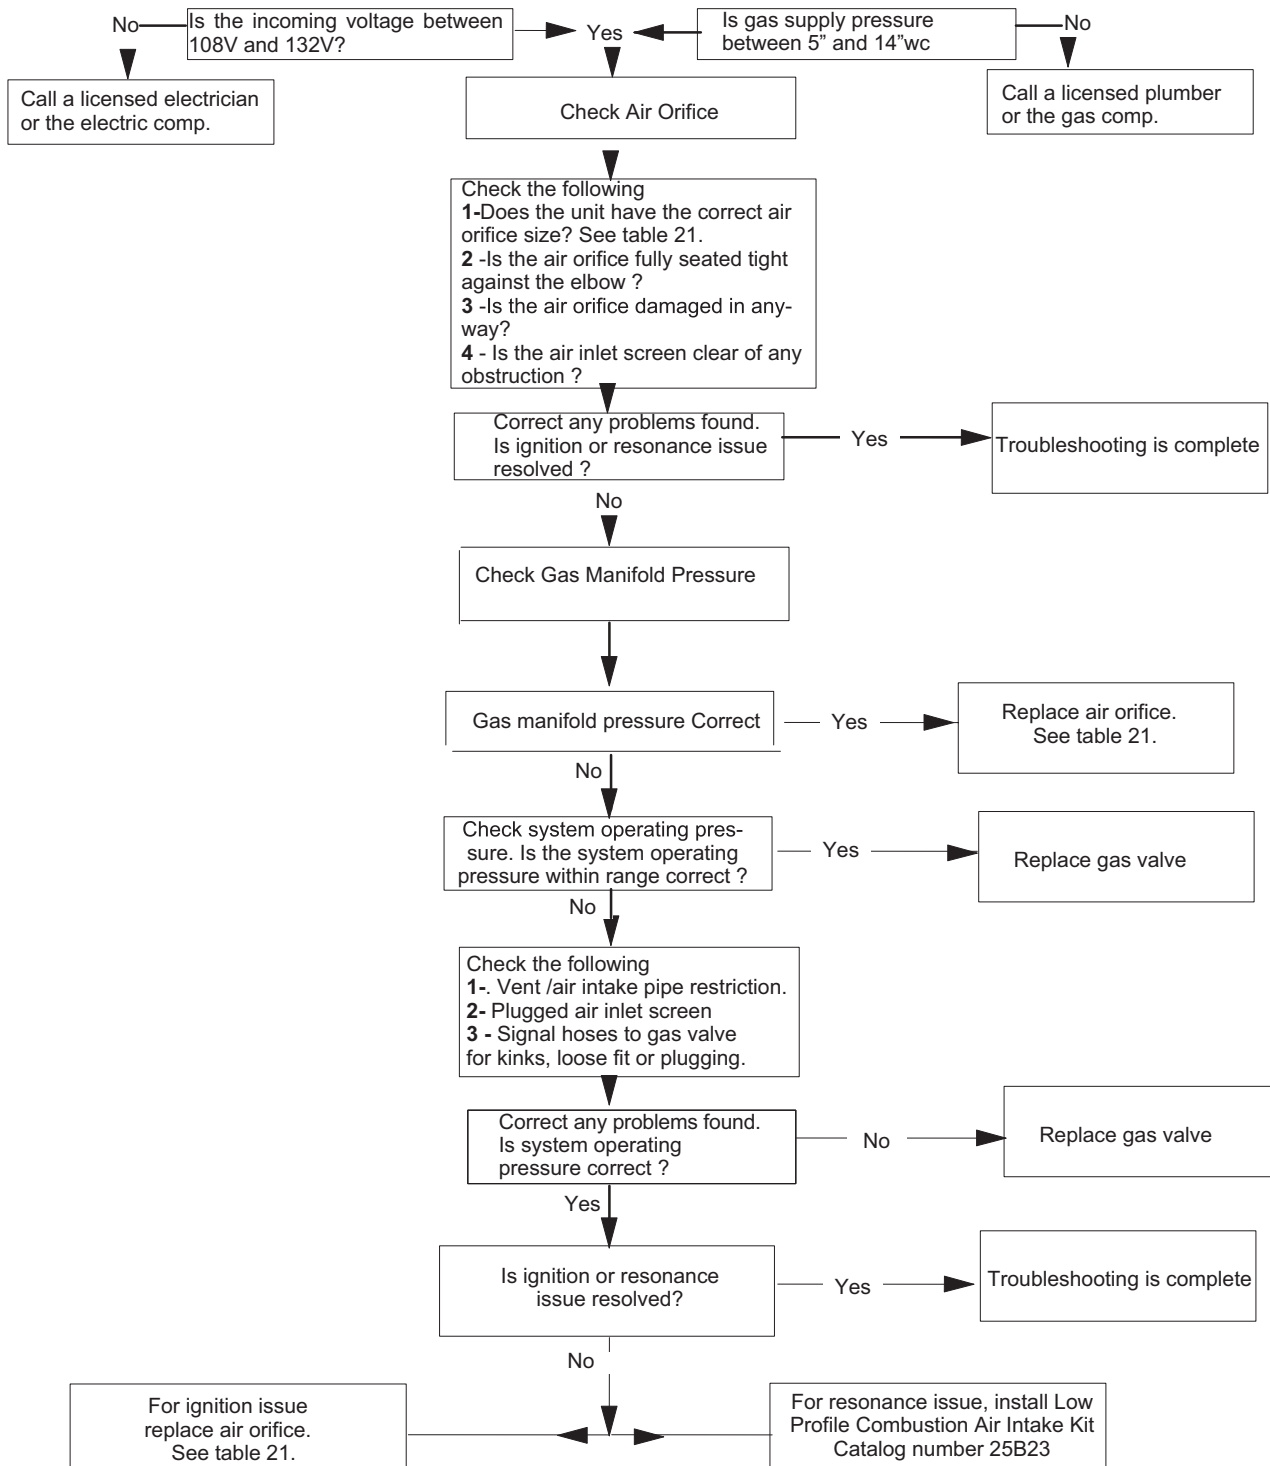 No
Is the incoming voltage between
108V and 132V?
Yes
Is gas supply pressure
between 5” and 14”wc
No
Call a licensed electrician
or the electric comp.
Check Air Orifice
Call a licensed plumber
or the gas comp.
Check the following
1-Does the unit have the correct air
orifice size? See table 21.
2 -Is the air orifice fully seated tight
against the elbow ?
3 -Is the air orifice damaged in any-
way?
4 - Is the air inlet screen clear of any
obstruction ?
Correct any problems found.
Is ignition or resonance issue
resolved ?
Yes
Troubleshooting is complete
No
Check Gas Manifold Pressure
Gas manifold pressure Correct
Yes
Replace air orifice.
See table 21.
No
Check system operating pres-
sure. Is the system operating
pressure within range correct ?
Yes
Replace gas valve
No
Check the following
1-. Vent /air intake pipe restriction.
2- Plugged air inlet screen
3 - Signal hoses to gas valve
for kinks, loose fit or plugging.
Correct any problems found.
Is system operating
pressure correct ?
No
Replace gas valve
Yes
Is ignition or resonance
issue resolved?
Yes
Troubleshooting is complete
No
For ignition issue
replace air orifice.
See table 21.
For resonance issue, install Low
Profile Combustion Air Intake Kit
Catalog number 25B23